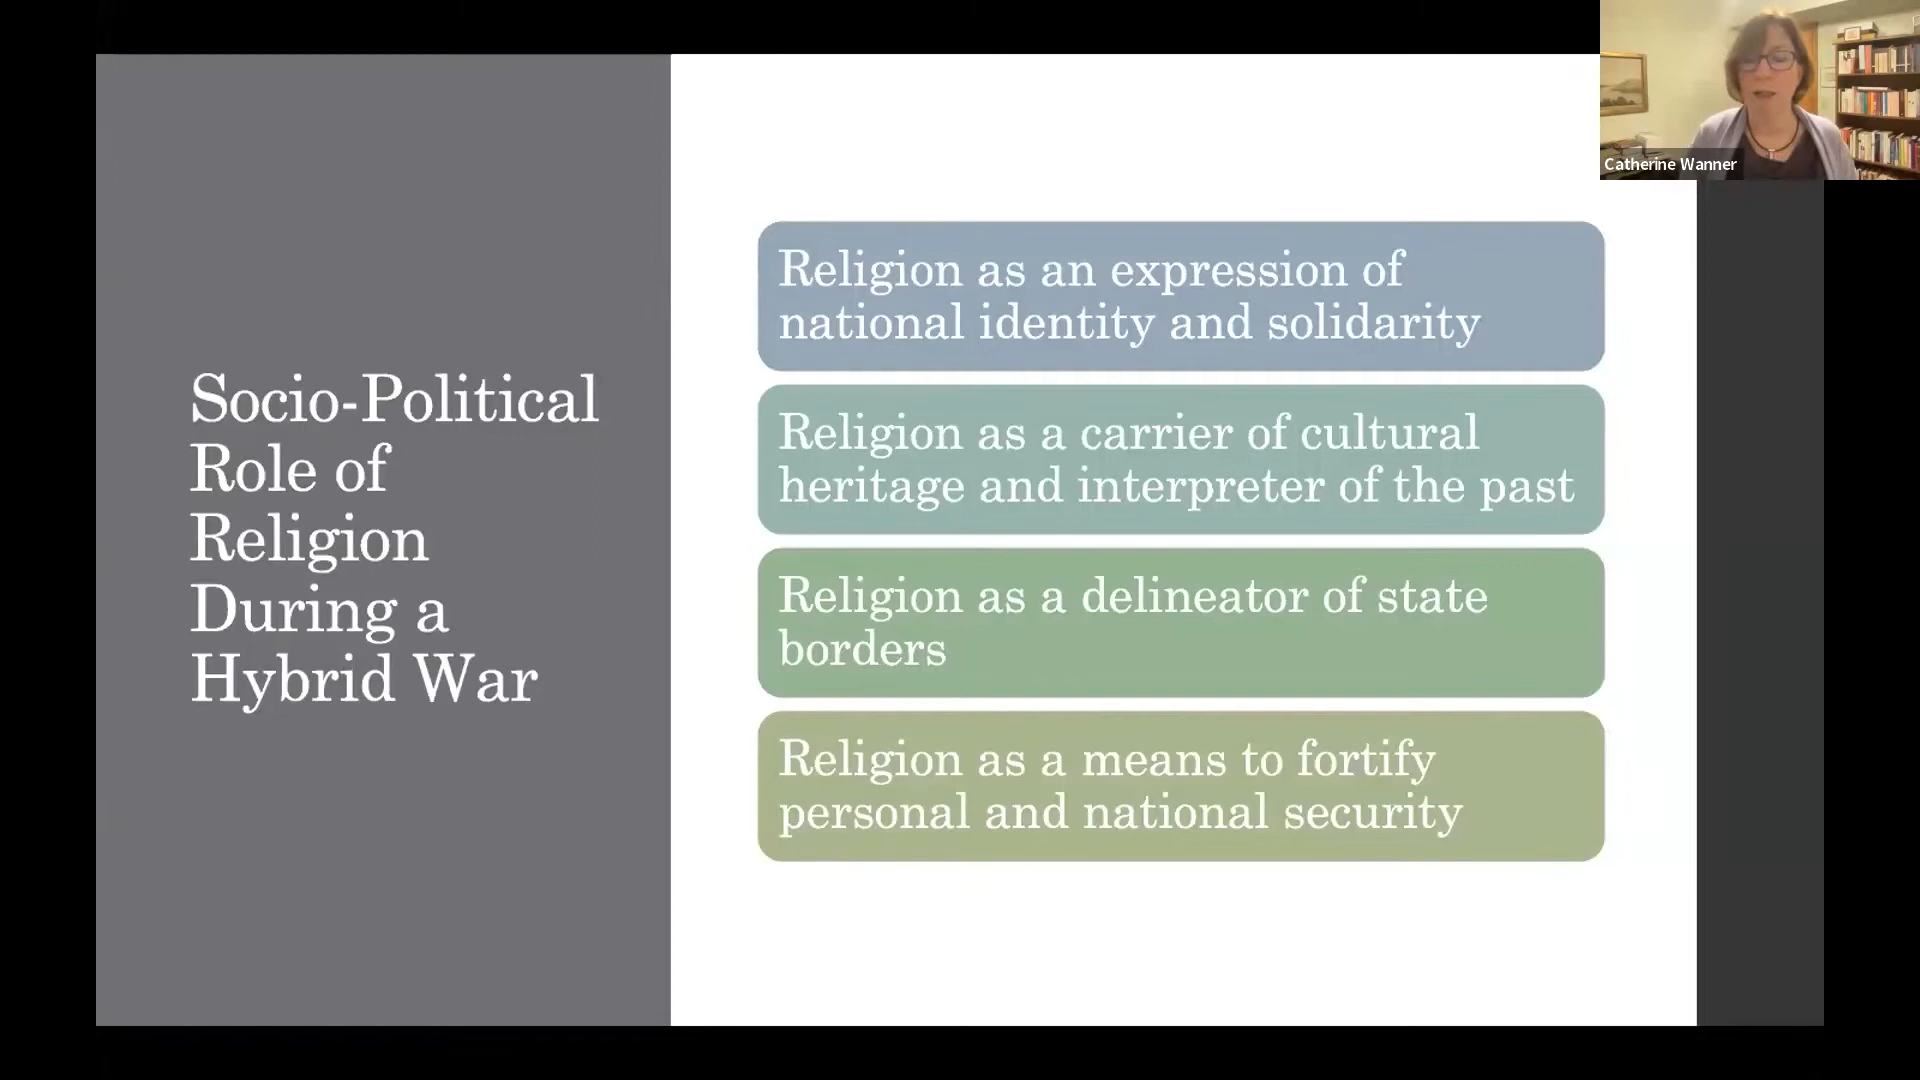 Socio-Political
Role of
Religion
During a
Hybrid War
Religion as an expression of
national identity and solidarity
Religion as a carrier of cultural
heritage and interpreter of the past
Religion as a delineator of state
borders
Religion as a means to fortify
personal and national security
Catherine Wanner